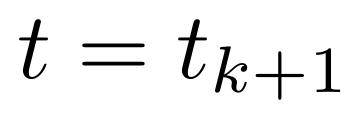 t = t_{k+1}